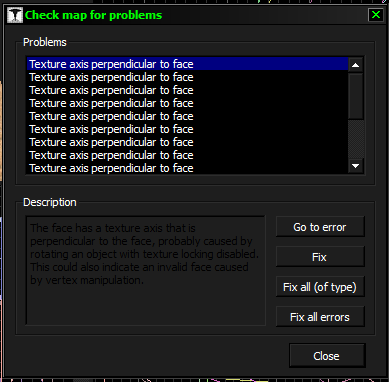 Check map for problems
Problems
Texture axis perpendicular to face
Texture axis perpendicular to face
Texture axis perpendicular to face
Texture axis perpendicular to face
Texture axis perpendicular to face
Texture axis perpendicular to face
Texture axis perpendicular to face
Texture axis perpendicular to face
Texture axis perpendicular to face
Description
The face has a texture axis that is
perpendicular to the face, probably caused by
rotating an object with texture locking disabled.
This could also indicate an invalid face caused
by vertex manipulation.
Go to error
Fix
Fix all (of type)
Fix all errors
Close